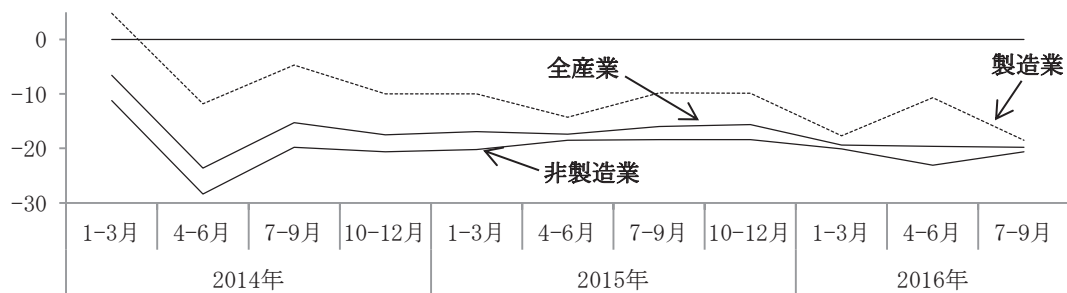 0
-10
-20
-30
全産業
製造業
非製造業
1-3月 4-6月 7-9月 10-12月 1-3月 4-6月 7-9月 10-12月 1-3月 4-6月 7-9月
2014年 2015年 2016年